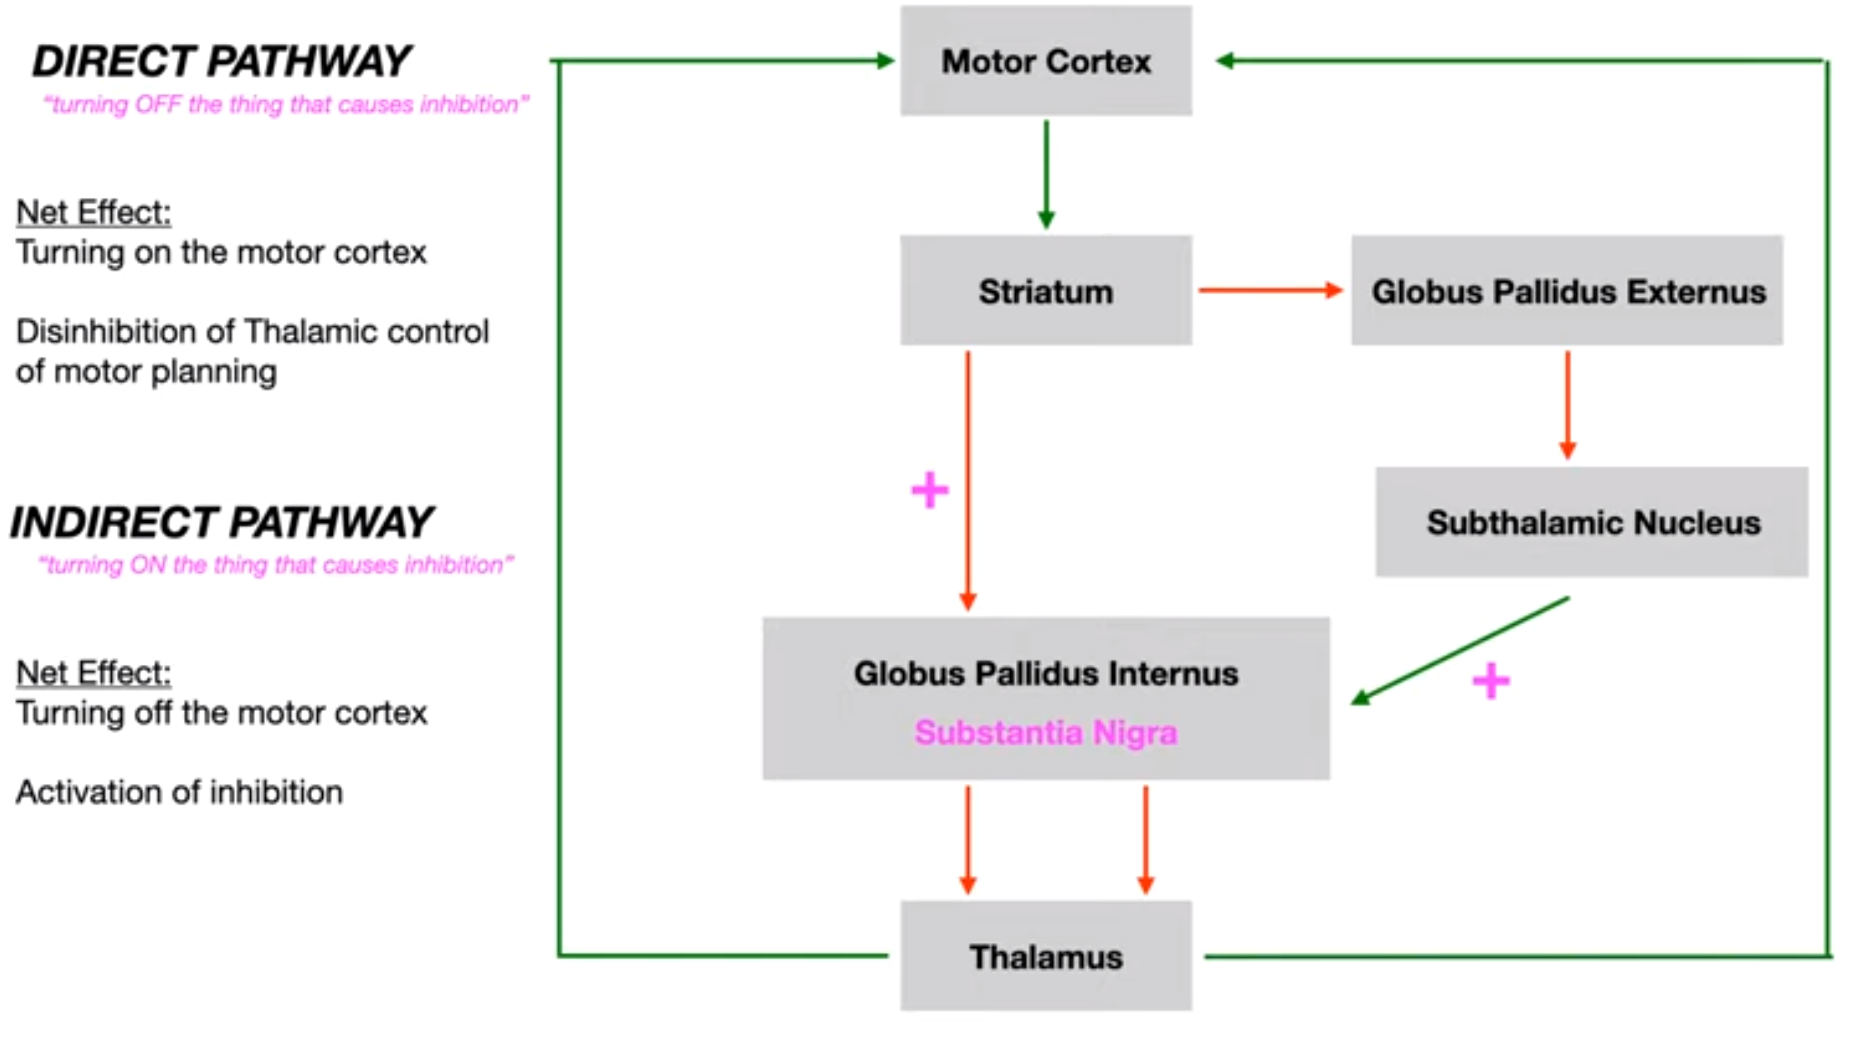 DIRECT PATHWAY
“turning OFF the thing that causes inhibition”
Net Effect:
Turning on the motor cortex
Disinhibition of Thalamic control
of motor planning
INDIRECT PATHWAY
“turning ON the thing that causes inhibition”
Net Effect:
Turning off the motor cortex
Activation of inhibition
Motor Cortex
Striatum
Globus Pallidus Externus
+
Subthalamic Nucleus
Globus Pallidus Internus
Substantia Nigra
+
Thalamus